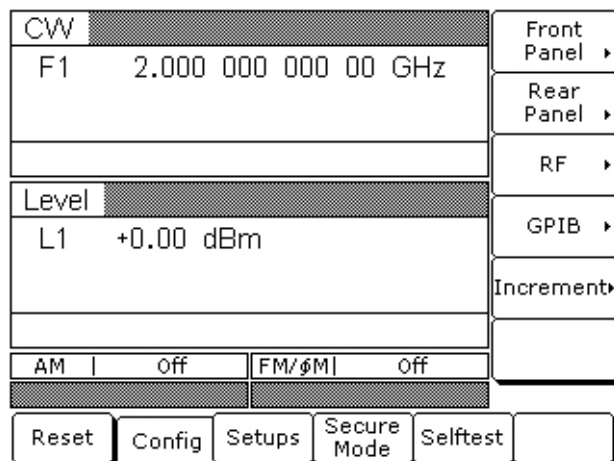 CW
F1 2.000 000 000 00 GHz
Level
L1 +0.00 dBm
AM | Off FM/ϕM| Off
Front
Panel
Rear
Panel
RF
GPIB
Increment
Reset Config Setups Secure Mode Selftest